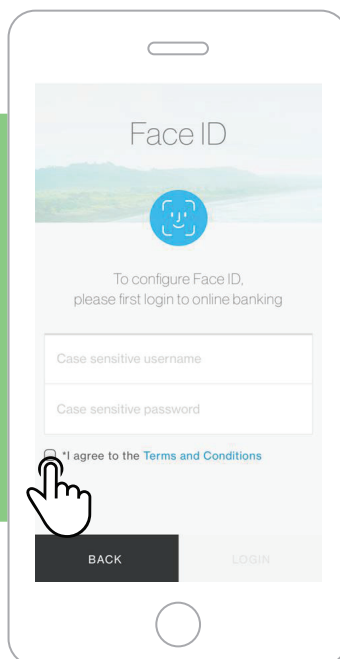 Face ID
To configure Face ID,
please first login to online banking
Case sensitive username
Case sensitive password
*I agree to the Terms and Conditions
BACK LOGIN